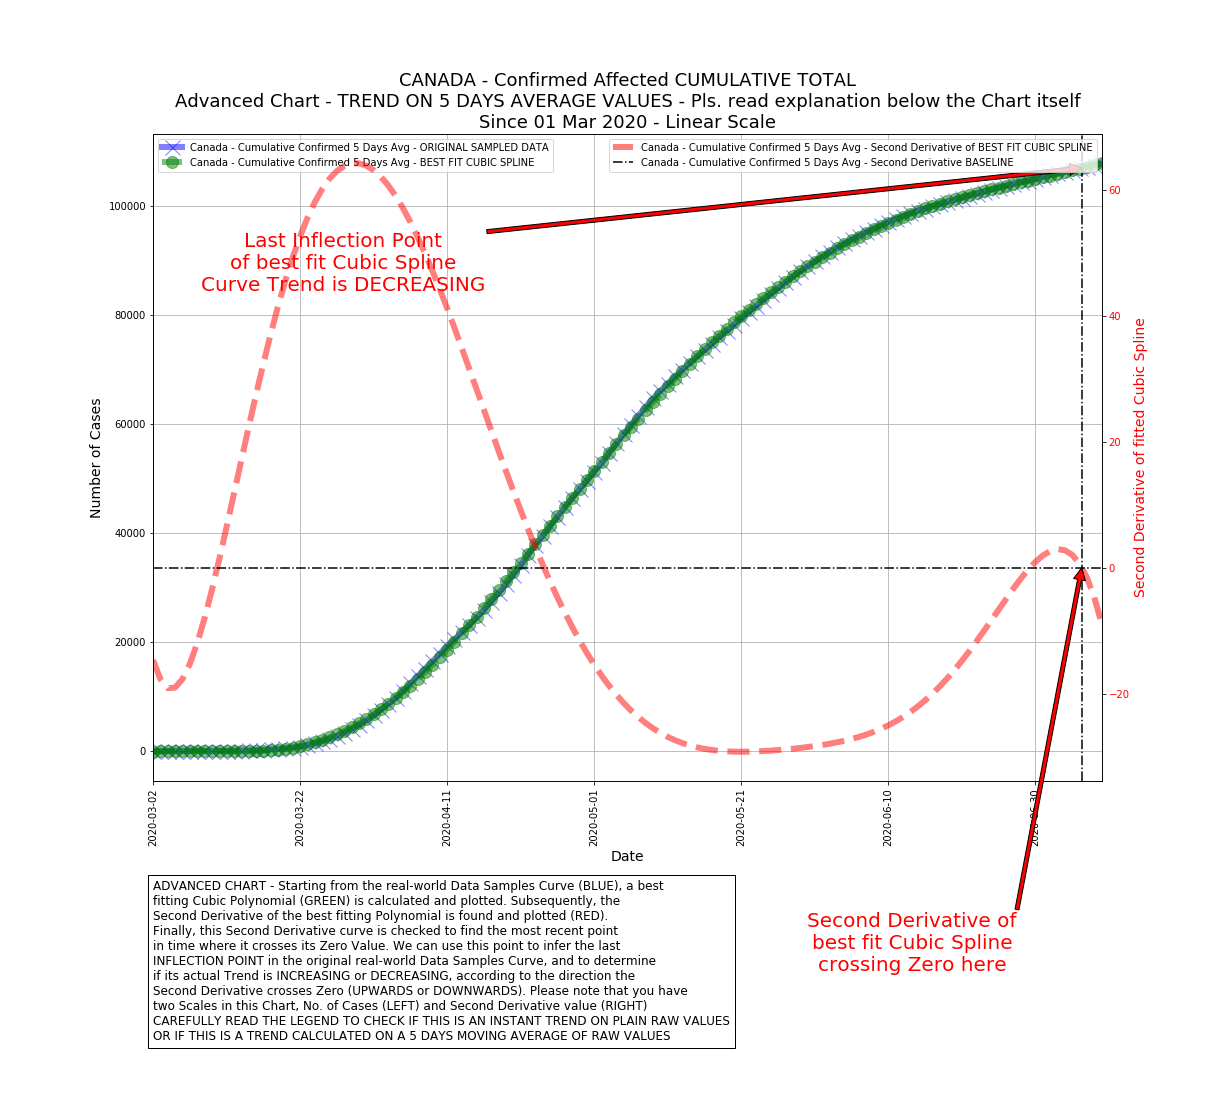 CANADA - Confirmed Affected CUMULATIVE TOTAL
Advanced Chart - TREND ON 5 DAYS AVERAGE VALUES - Pls. read explanation below the Chart itself
Since 01 Mar 2020 - Linear Scale
Canada - Cumulative Confirmed 5 Days Avg - ORIGINAL SAMPLED DATA
Canada - Cumulative Confirmed 5 Days Avg - BEST FIT CUBIC SPLINE
Canada - Cumulative Confirmed 5 Days Avg - Second Derivative of BEST FIT CUBIC SPLINE
Canada - Cumulative Confirmed 5 Days Avg - Second Derivative BASELINE
Last Inflection Point
of best fit Cubic Spline
Curve Trend is DECREASING
Number of Cases
100000
80000
60000
40000
20000
0
60
40
20
0
−20
Second Derivative of fitted Cubic Spline
2020-03-02
2020-03-22
2020-04-11
2020-05-01
2020-05-21
2020-06-10
2020-06-30
Date
Second Derivative of
best fit Cubic Spline
crossing Zero here
ADVANCED CHART - Starting from the real-world Data Samples Curve (BLUE), a best
fitting Cubic Polynomial (GREEN) is calculated and plotted. Subsequently, the
Second Derivative of the best fitting Polynomial is found and plotted (RED).
Finally, this Second Derivative curve is checked to find the most recent point
in time where it crosses its Zero Value. We can use this point to infer the last
INFLECTION POINT in the original real-world Data Samples Curve, and to determine
if its actual Trend is INCREASING or DECREASING, according to the direction the
Second Derivative crosses Zero (UPWARDS or DOWNWARDS). Please note that you have
two Scales in this Chart, No. of Cases (LEFT) and Second Derivative value (RIGHT)
CAREFULLY READ THE LEGEND TO CHECK IF THIS IS AN INSTANT TREND ON PLAIN RAW VALUES
OR IF THIS IS A TREND CALCULATED ON A 5 DAYS MOVING AVERAGE OF RAW VALUES